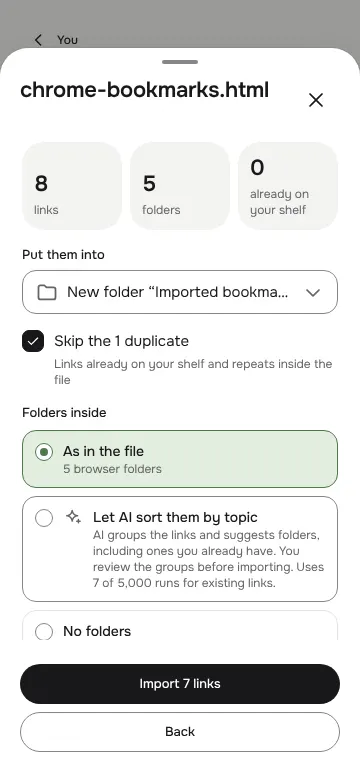 You
chrome-bookmarks.html
8
links
5
folders
0
already on
your shelf
Put them into
New folder “Imported bookma...
Skip the 1 duplicate
Links already on your shelf and repeats inside the
file
Folders inside
As in the file
5 browser folders
Let AI sort them by topic
AI groups the links and suggests folders,
including ones you already have. You
review the groups before importing. Uses
7 of 5,000 runs for existing links.
No folders
Import 7 links
Back